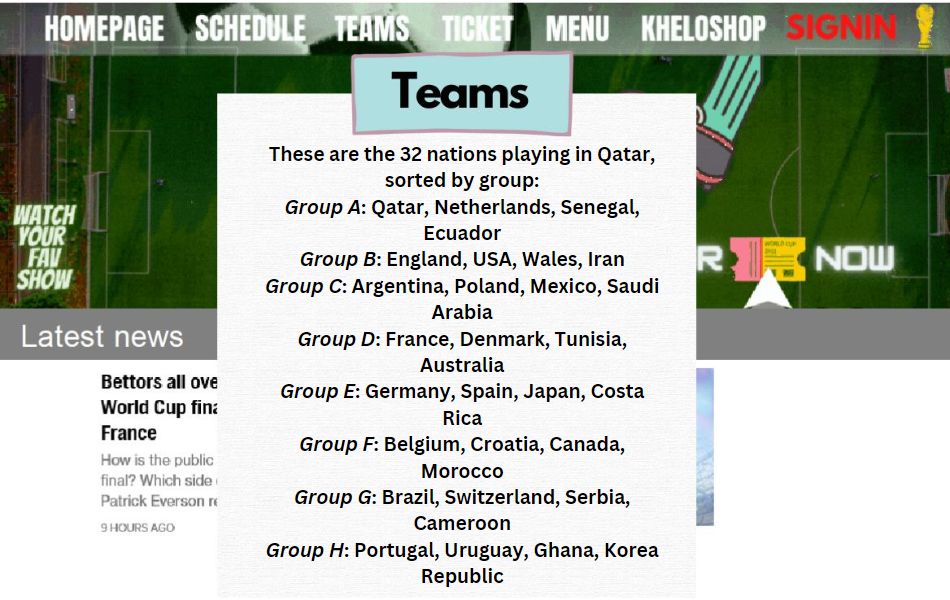 HOMEPAGE SCHEDULE TEAMS TICKET MENU KHELOSHOP SIGNIN
Teams
These are the 32 nations playing in Qatar,
sorted by group:
Group A: Qatar, Netherlands, Senegal,
Ecuador
Group B: England, USA, Wales, Iran
Group C: Argentina, Poland, Mexico, Saudi
Arabia
Group D: France, Denmark, Tunisia,
Australia
Group E: Germany, Spain, Japan, Costa
Rica
Group F: Belgium, Croatia, Canada,
Morocco
Group G: Brazil, Switzerland, Serbia,
Cameroon
Group H: Portugal, Uruguay, Ghana, Korea
Republic
WATCH
YOUR
FAV
SHOW
R
WORLD CUP
NOW
Latest news
Bettors all ove
World Cup fina
France
How is the public
final? Which side
Patrick Everson re
9 HOURS AGO